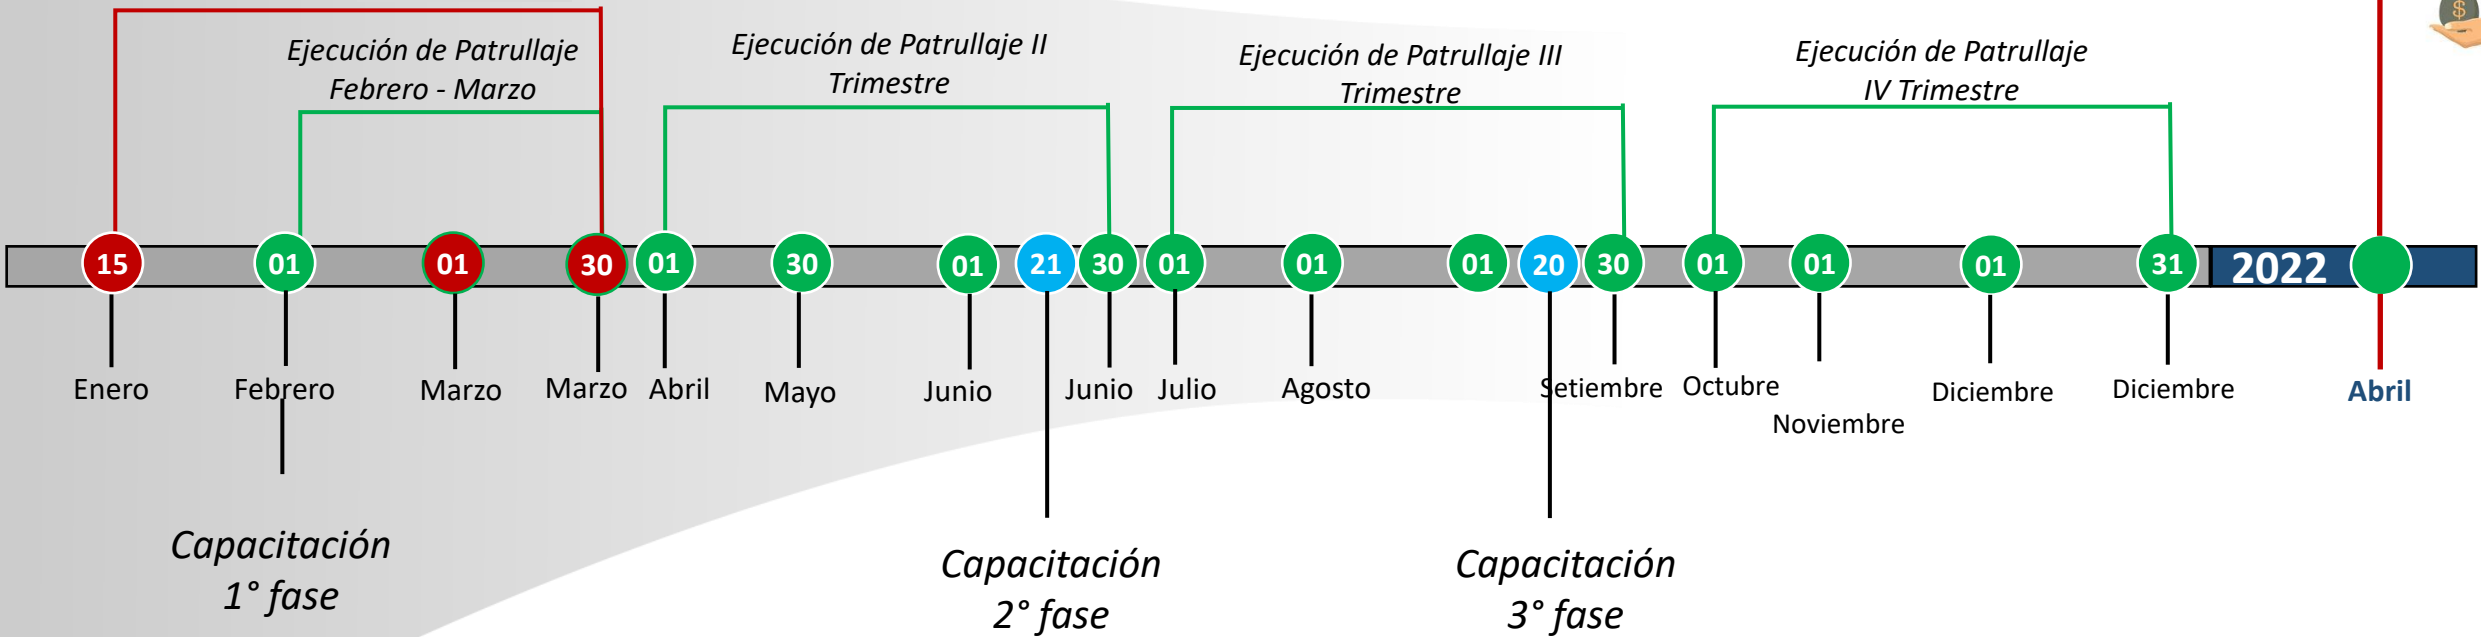 Ejecución de Patrullaje
Febrero - Marzo
Ejecución de Patrullaje II
Trimestre
Ejecución de Patrullaje III
Trimestre
Ejecución de Patrullaje
IV Trimestre
$
15
01
01
30
01
30
01
21
30
01
01
01
20
30
01
01
01
31
2022
Enero
Febrero
Marzo
Marzo
Abril
Mayo
Junio
Junio
Julio
Agosto
Setiembre
Octubre
Noviembre
Diciembre
Diciembre
Abril
Capacitación
1° fase
Capacitación
2° fase
Capacitación
3° fase